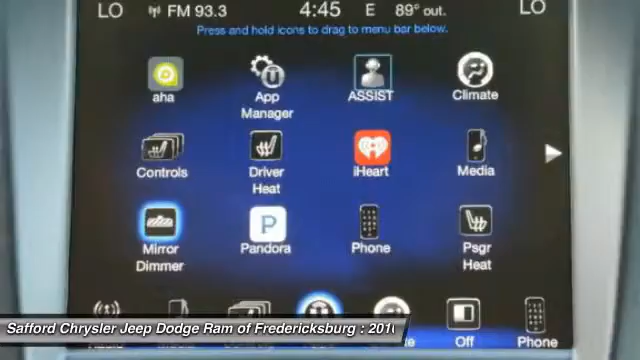 LO FM 93.3 4:45 E 89° out. LO
Press and hold icons to drag to menu bar below.
aha App Manager ASSIST Climate
Controls Driver Heat iHeart Media
Mirror Dimmer P Pandora Phone Psgr Heat
Off Phone
Safford Chrysler Jeep Dodge Ram of Fredericksburg : 2016